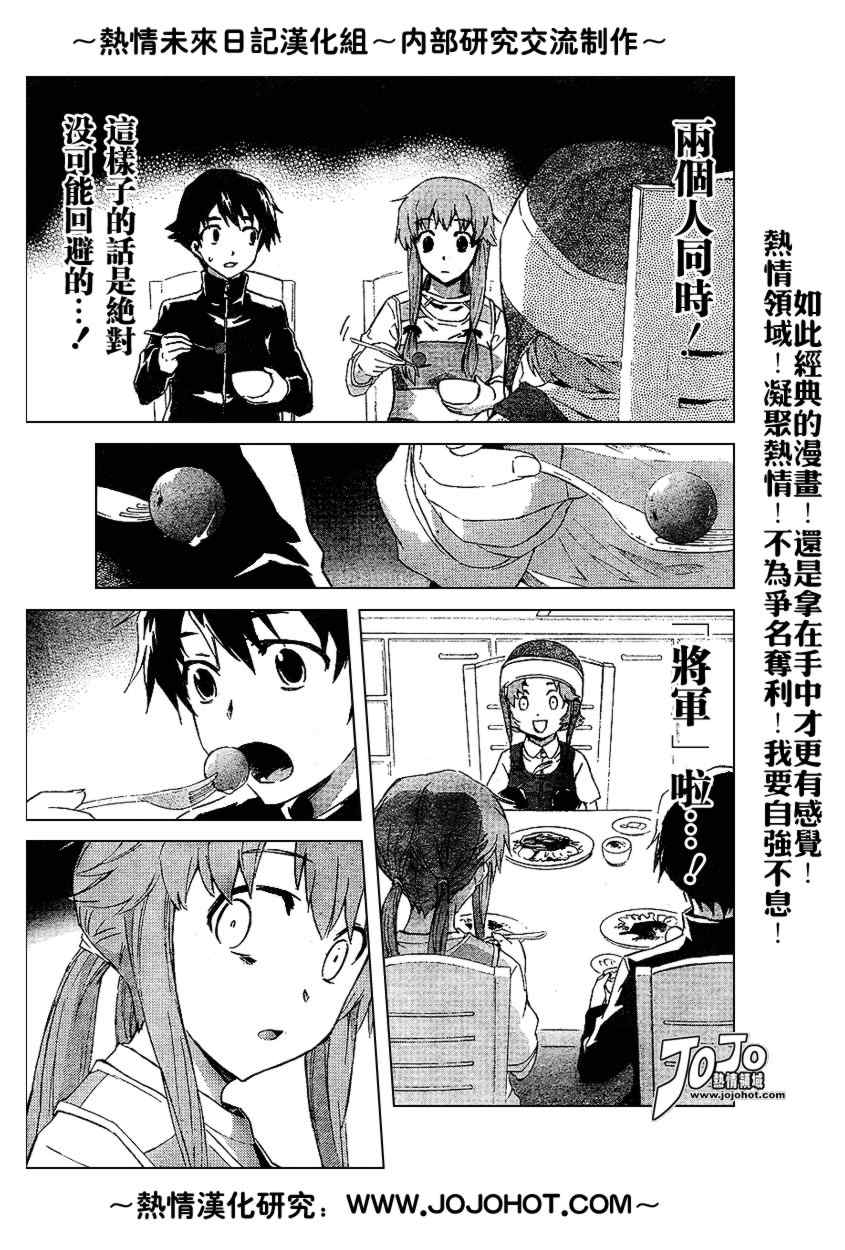 ～熱情未來日記漢化組～内部研究交流制作～
兩個人同時！
這樣子的話是絕對
没可能回避的…！
「將軍」啦…！
如此經典的漫畫！還是拿在手中才更有感覺！
熱情領域！凝聚熱情！不為爭名奪利！我要自強不息！
JOJO
熱情領域
www.jojohot.com
～熱情漢化研究：WWW.JOJOHOT.COM～